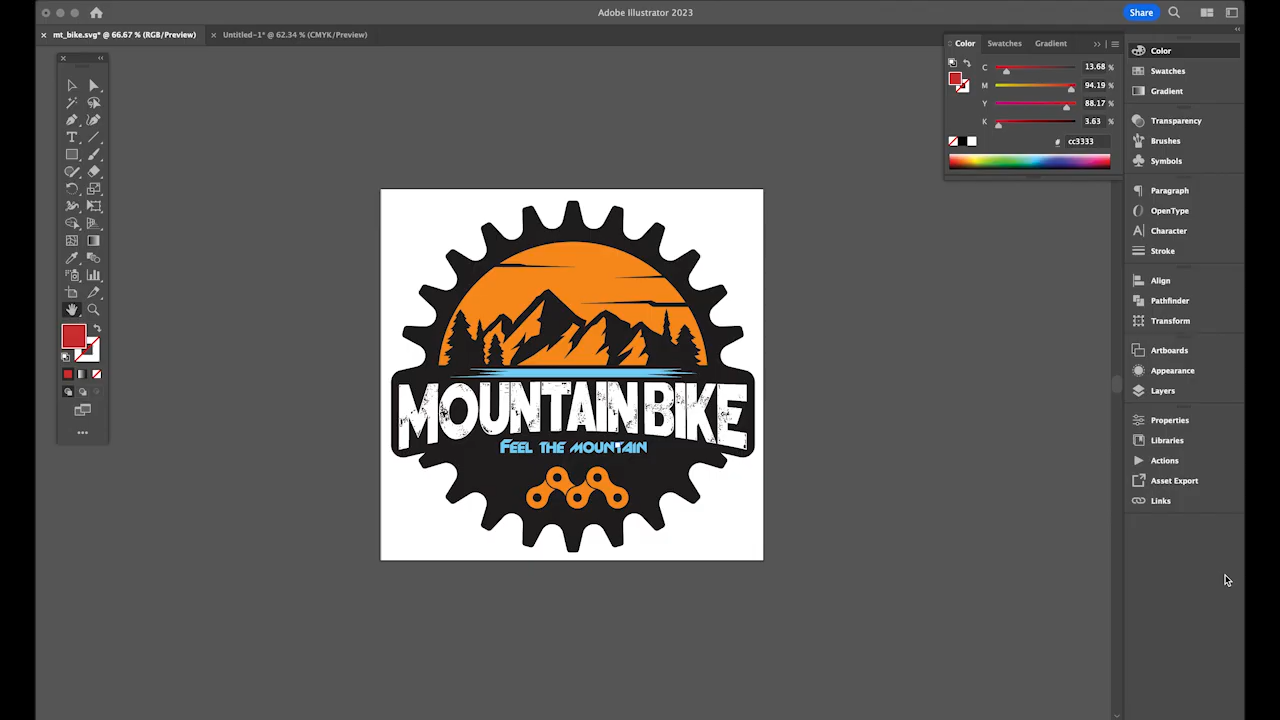 Adobe Illustrator 2023
Share
× mt_bike.svg* @ 66.67 % (RGB/Preview)
× Untitled-1* @ 62.34 % (CMYK/Preview)
Color Swatches Gradient
C 13.68 %
M 94.19 %
Y 88.17 %
K 3.63 %
# cc3333
Color
Swatches
Gradient
Transparency
Brushes
Symbols
Paragraph
OpenType
Character
Stroke
Align
Pathfinder
Transform
Artboards
Appearance
Layers
Properties
Libraries
Actions
Asset Export
Links
MOUNTAIN BIKE
FEEL THE MOUNTAIN